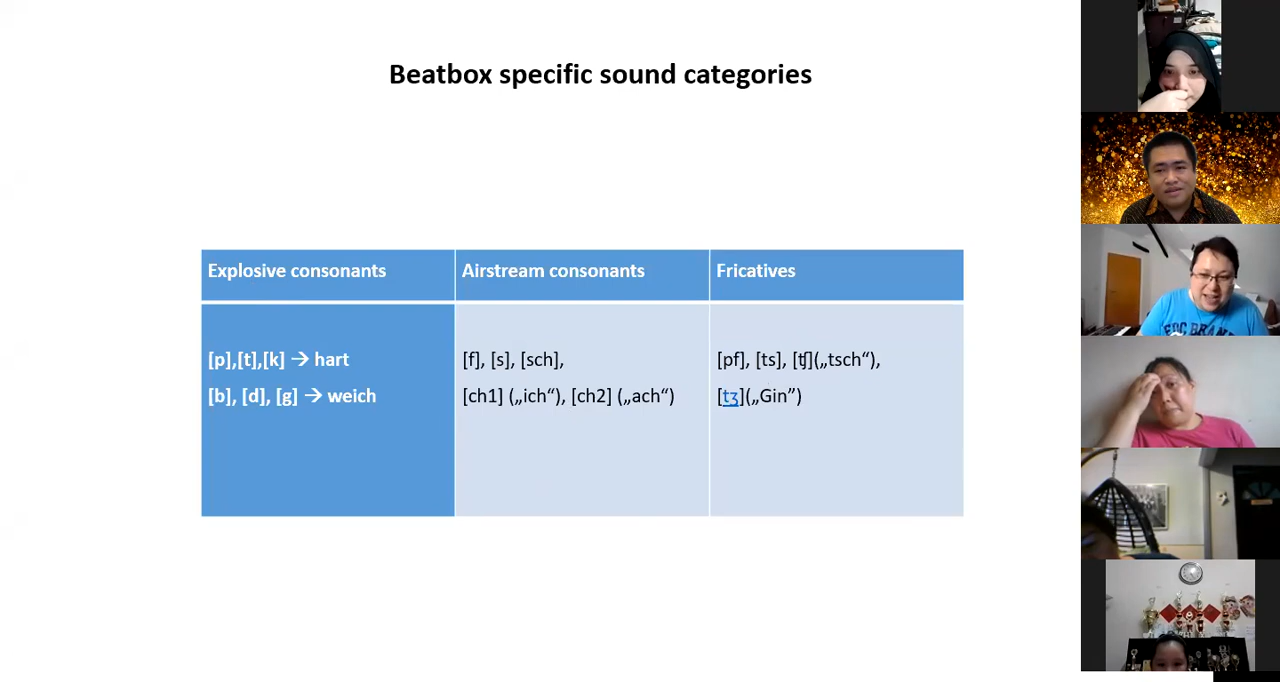 Beatbox specific sound categories
Explosive consonants
Airstream consonants
Fricatives
[p],[t],[k] → hart
[b], [d], [g] → weich
[f], [s], [sch],
[ch1] („ich“), [ch2] („ach“)
[pf], [ts], [ʧ](„tsch“),
[tʒ](„Gin”)